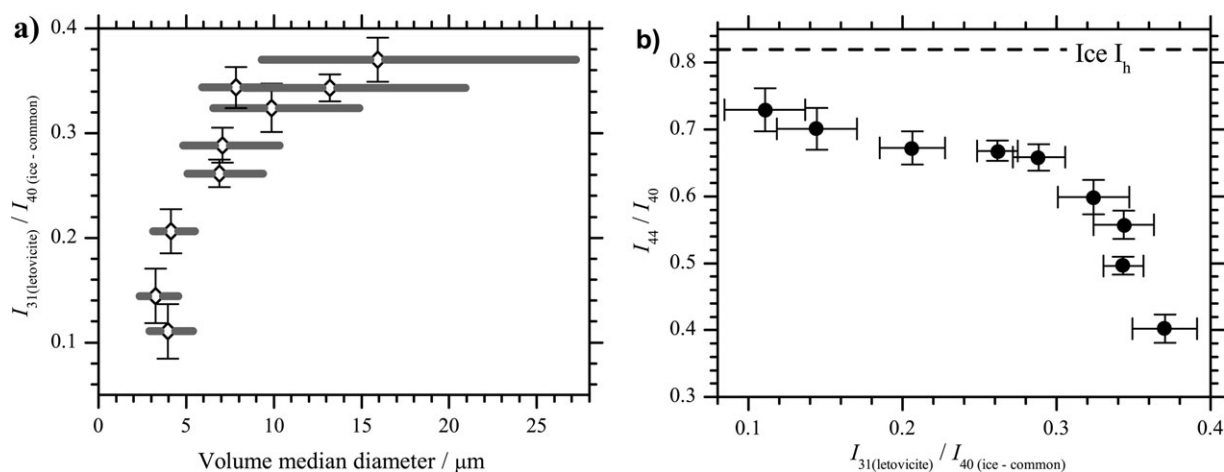 a)
0.4
0.3
0.2
0.1
I31(letovicite) / I40 (ice - common)
0 5 10 15 20 25
Volume median diameter / μm
b)
0.8
0.7
0.6
0.5
0.4
0.3
I44 / I40
Ice Ih
0.1 0.2 0.3 0.4
I31(letovicite) / I40 (ice - common)